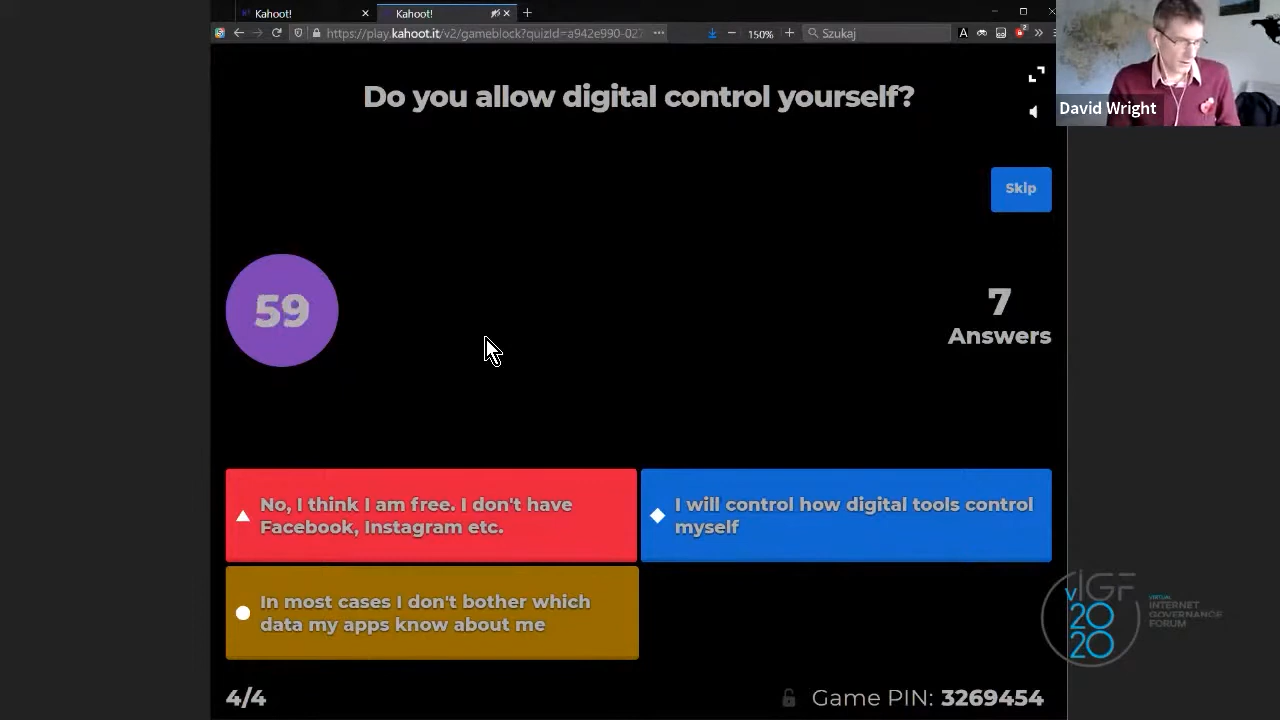 Kahoot!
Kahoot!
https://play.kahoot.it/v2/gameblock?quizId=a942e990-027
150%
Szukaj
Do you allow digital control yourself?
David Wright
Skip
59
7
Answers
No, I think I am free. I don't have
Facebook, Instagram etc.
I will control how digital tools control
myself
In most cases I don't bother which
data my apps know about me
vIGF
2020
VIRTUAL
INTERNET
GOVERNANCE
FORUM
4/4
Game PIN: 3269454